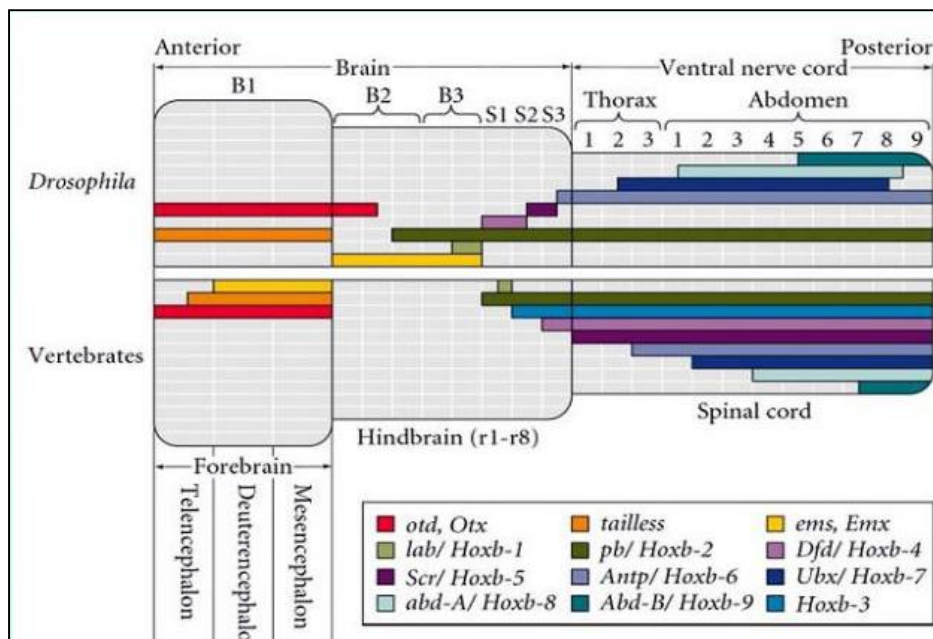 Anterior Posterior
Brain Ventral nerve cord
B1 B2 B3 S1 S2 S3 Thorax Abdomen
1 2 3 1 2 3 4 5 6 7 8 9
Drosophila
Vertebrates
Hindbrain (r1-r8)
Spinal cord
Forebrain
Telencephalon
Deuterencephalo
Mesencephalon
otd, Otx tailless ems, Emx
lab/ Hoxb-1 pb/ Hoxb-2 Dfd/ Hoxb-4
Scr/ Hoxb-5 Antp/ Hoxb-6 Ubx/ Hoxb-7
abd-A/ Hoxb-8 Abd-B/ Hoxb-9 Hoxb-3